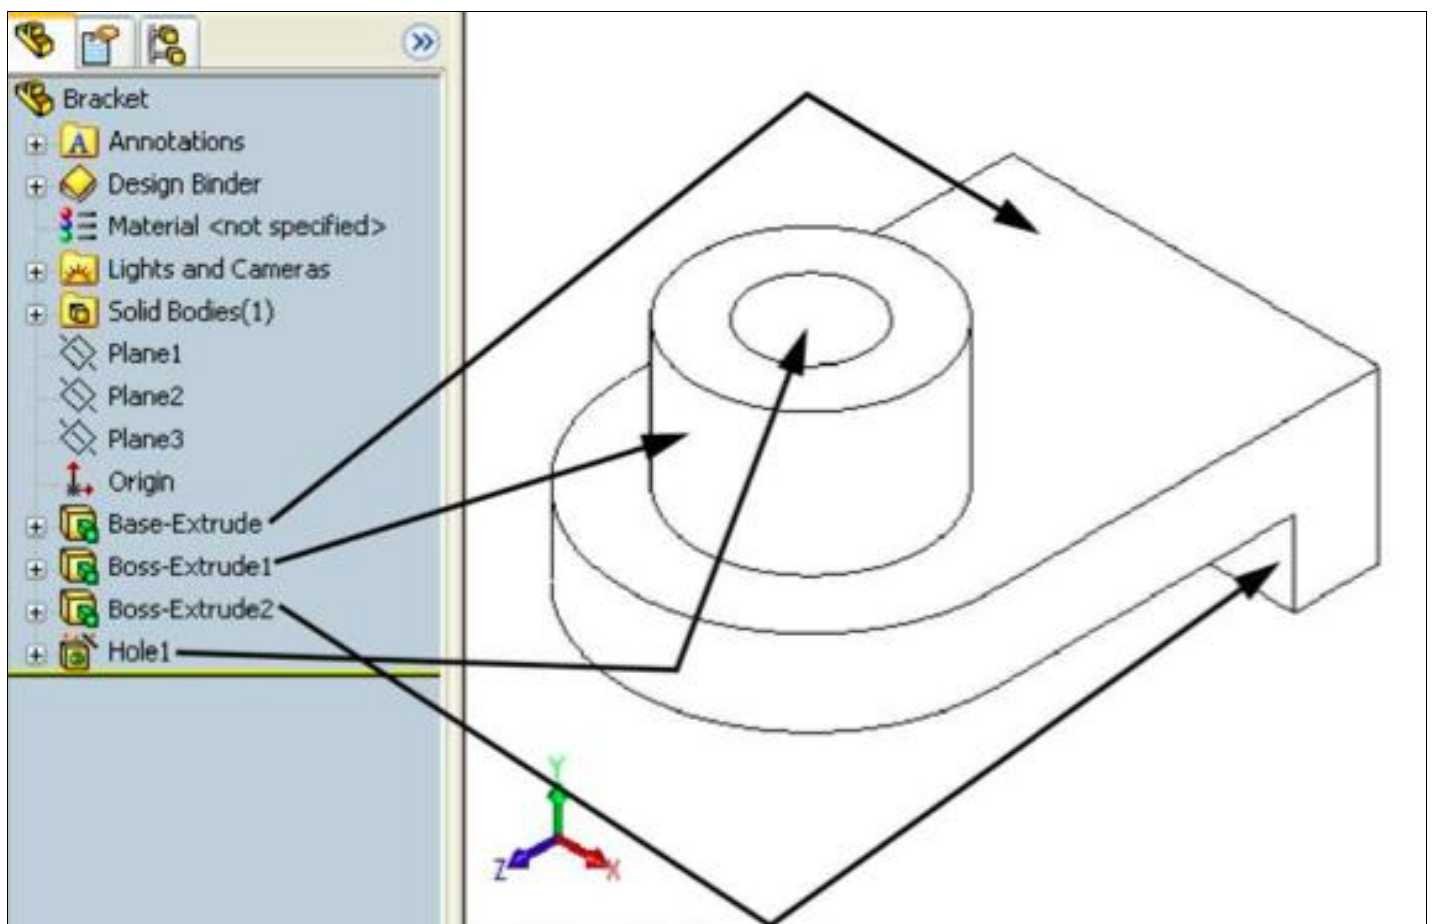 Bracket
Annotations
Design Binder
Material <not specified>
Lights and Cameras
Solid Bodies(1)
Plane1
Plane2
Plane3
Origin
Base-Extrude
Boss-Extrude1
Boss-Extrude2
Hole1
Y
Z X